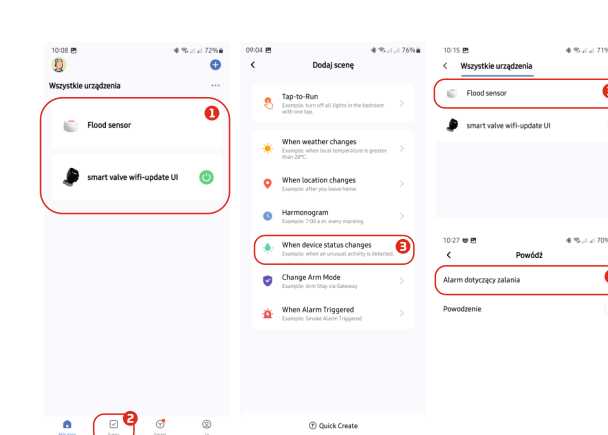 10:08
72%
Wszystkie urządzenia
...
1
Flood sensor
smart valve wifi-update UI
2
09:04
76%
Dodaj scenę
Tap-to-Run
Example: turn off all lights in the bedroom
with one tap.
When weather changes
Example: when local temperature is greater
than 28°C.
When location changes
Example: after you leave home.
Harmonogram
Example: 7:00 a.m. every morning.
When device status changes
Example: when an unusual activity is detected.
3
Change Arm Mode
Example: Arm Stay via Gateway
When Alarm Triggered
Example: Smoke Alarm Triggered
Quick Create
10:15
71%
Wszystkie urządzenia
Flood sensor
smart valve wifi-update UI
10:27
70%
Powódź
Alarm dotyczący zalania
Powodzenie